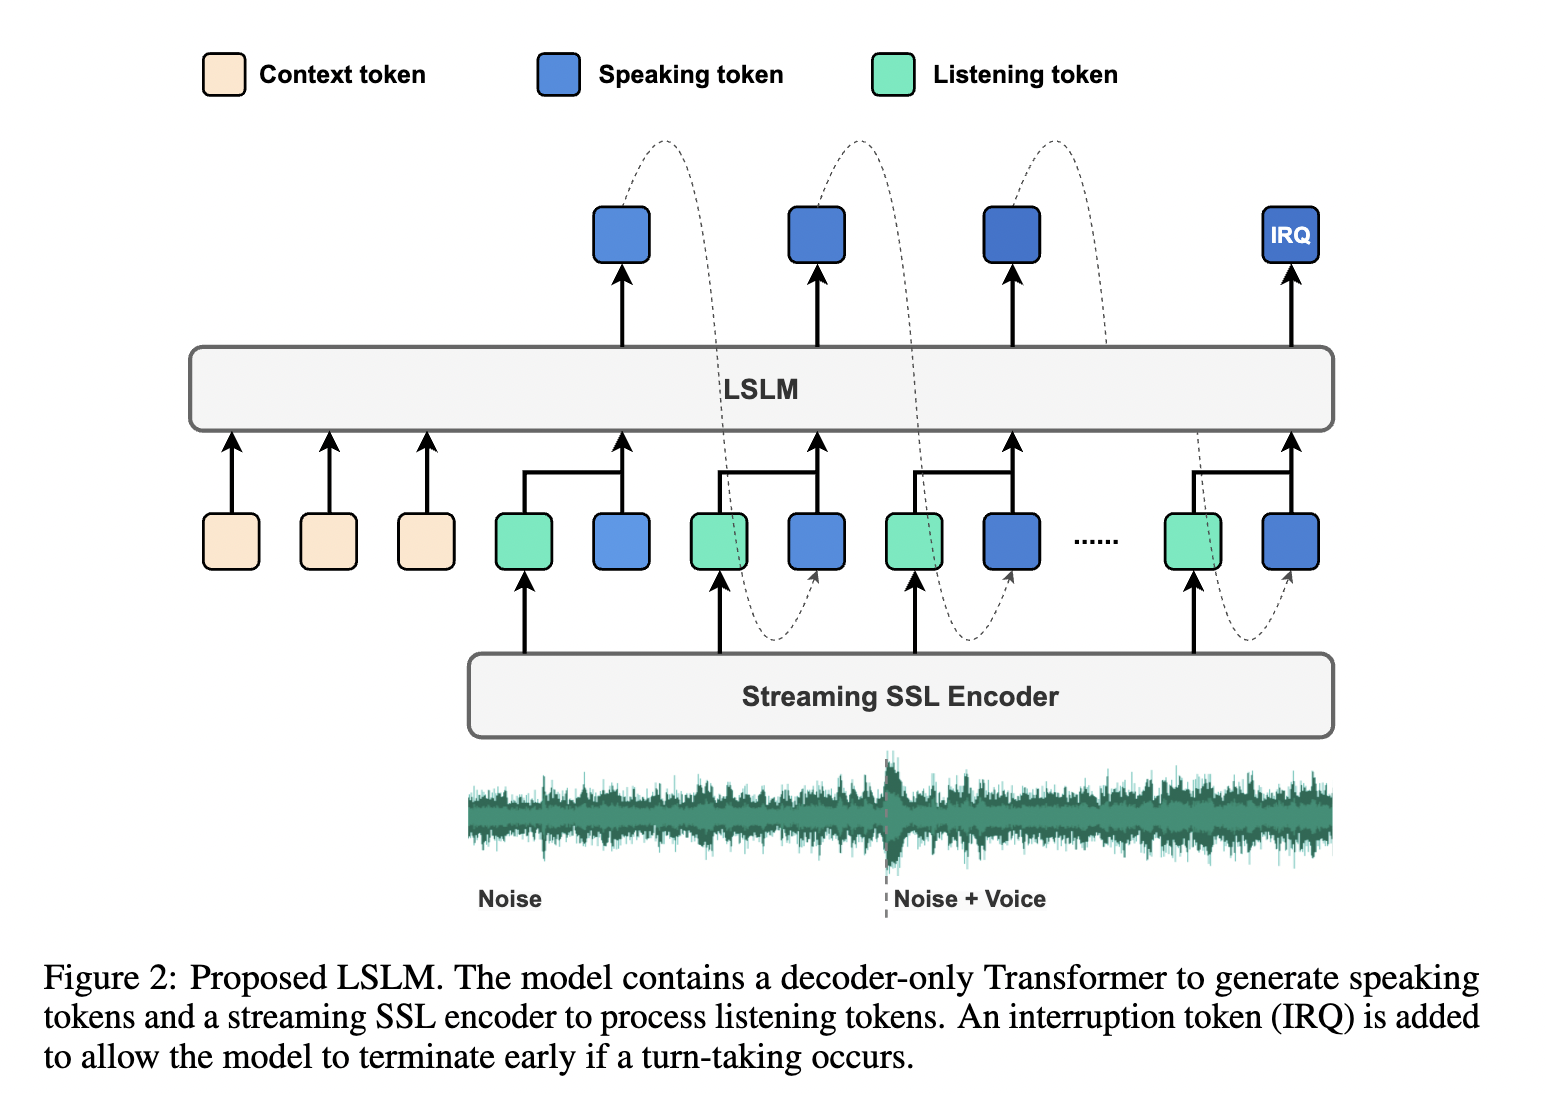 Context token
Speaking token
Listening token
IRQ
LSLM
......
Streaming SSL Encoder
Noise
Noise + Voice
Figure 2: Proposed LSLM. The model contains a decoder-only Transformer to generate speaking
tokens and a streaming SSL encoder to process listening tokens. An interruption token (IRQ) is added
to allow the model to terminate early if a turn-taking occurs.